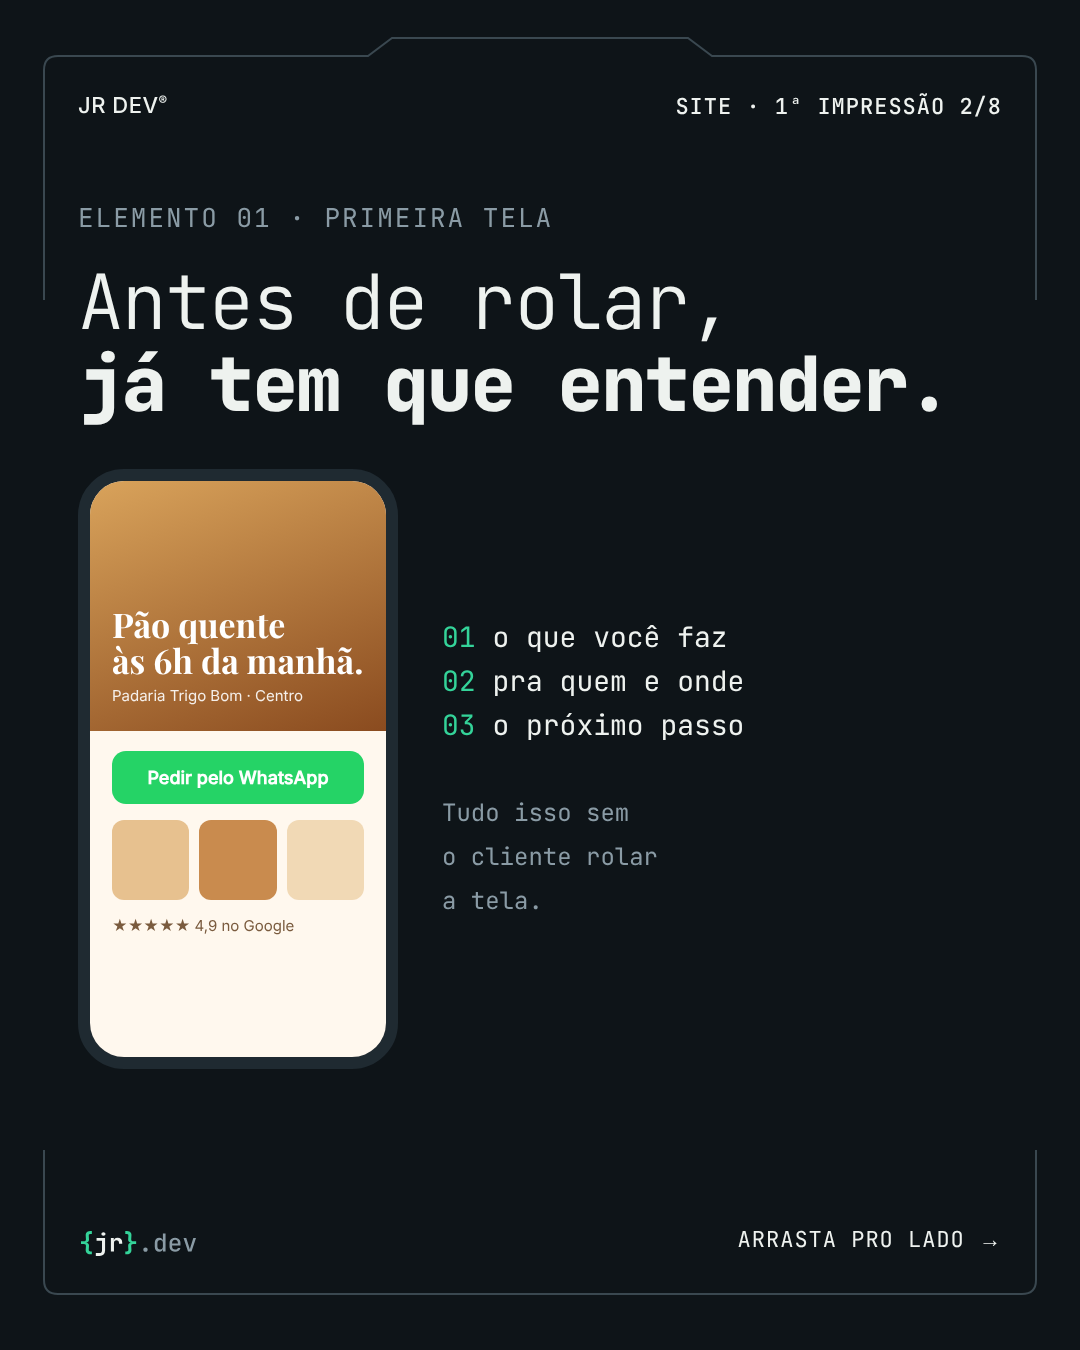 JR DEV®
SITE · 1ª IMPRESSÃO 2/8
ELEMENTO 01 · PRIMEIRA TELA
Antes de rolar,
já tem que entender.
Pão quente
às 6h da manhã.
Padaria Trigo Bom · Centro
Pedir pelo WhatsApp
★★★★★ 4,9 no Google
01 o que você faz
02 pra quem e onde
03 o próximo passo
Tudo isso sem
o cliente rolar
a tela.
{jr}.dev
ARRASTA PRO LADO →